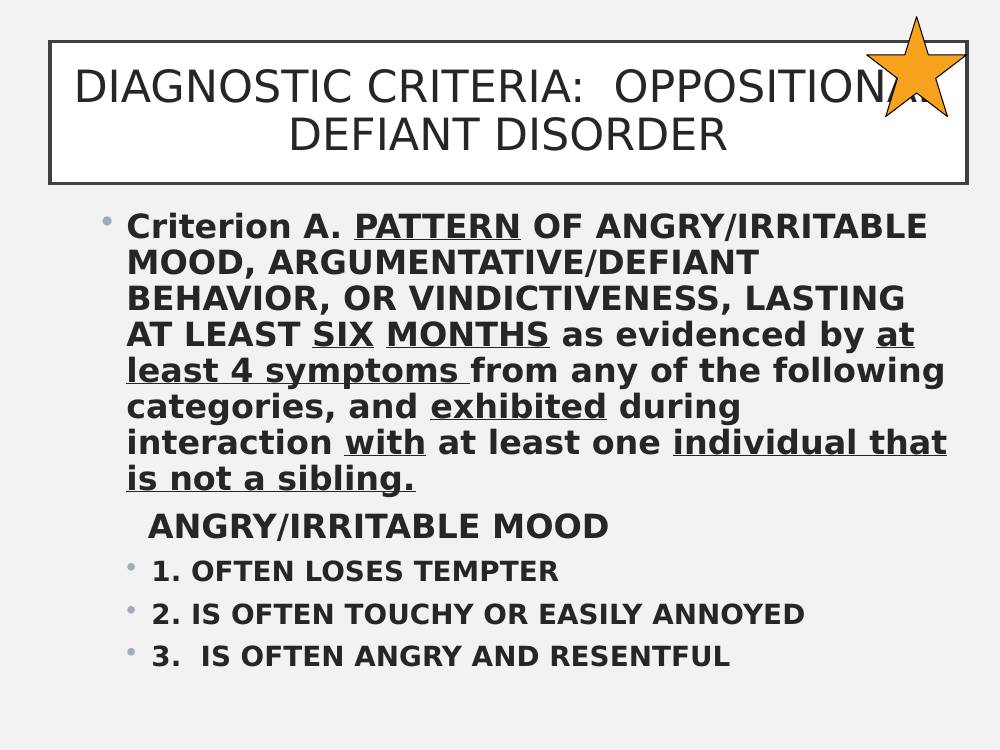 DIAGNOSTIC CRITERIA:  OPPOSITIONAL
DEFIANT DISORDER
• Criterion A. PATTERN OF ANGRY/IRRITABLE
MOOD, ARGUMENTATIVE/DEFIANT
BEHAVIOR, OR VINDICTIVENESS, LASTING
AT LEAST SIX MONTHS as evidenced by at
least 4 symptoms from any of the following
categories, and exhibited during
interaction with at least one individual that
is not a sibling.
ANGRY/IRRITABLE MOOD
• 1. OFTEN LOSES TEMPTER
• 2. IS OFTEN TOUCHY OR EASILY ANNOYED
• 3.  IS OFTEN ANGRY AND RESENTFUL